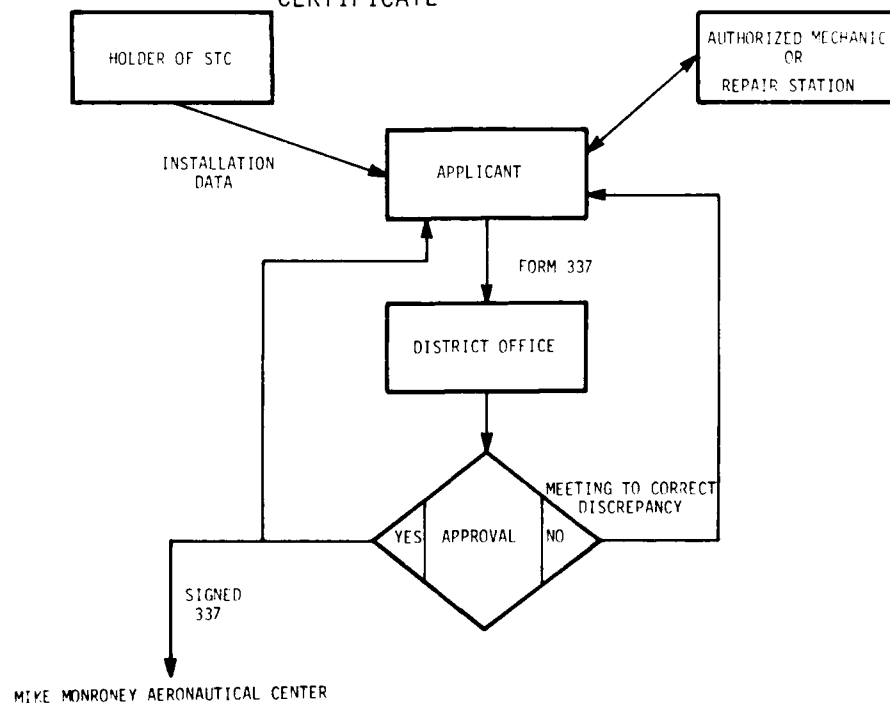 CERTIFICATE
HOLDER OF STC
AUTHORIZED MECHANIC
OR
REPAIR STATION
INSTALLATION
DATA
APPLICANT
FORM 337
DISTRICT OFFICE
MEETING TO CORRECT
DISCREPANCY
YES
APPROVAL
NO
SIGNED
337
MIKE MONRONEY AERONAUTICAL CENTER